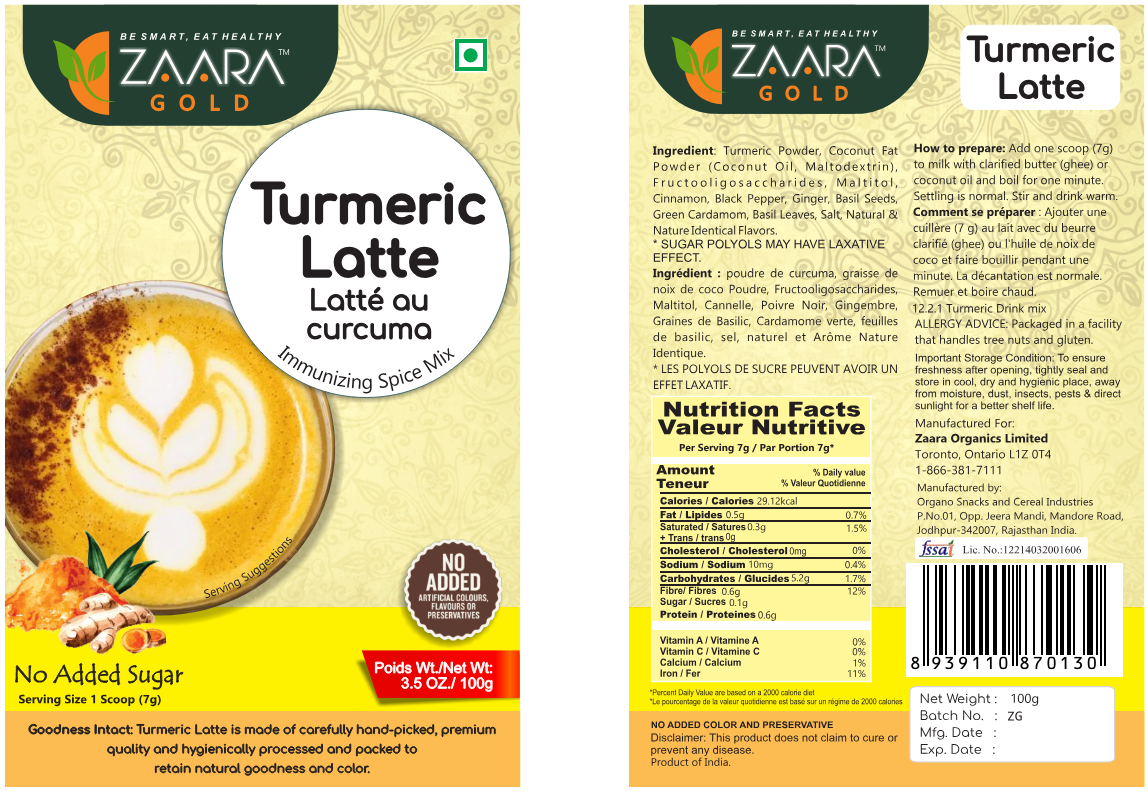 BE SMART, EAT HEALTHY
ZAARA TM
GOLD
Turmeric
Latte
Latté au
curcuma
Immunizing Spice Mix
Serving Suggestions
NO
ADDED
ARTIFICIAL COLOURS,
FLAVOURS OR
PRESERVATIVES
No Added Sugar
Serving Size 1 Scoop (7g)
Poids Wt./Net Wt:
3.5 OZ./ 100g
Goodness Intact: Turmeric Latte is made of carefully hand-picked, premium
quality and hygienically processed and packed to
retain natural goodness and color.
BE SMART, EAT HEALTHY
ZAARA TM
GOLD
Turmeric
Latte
Ingredient: Turmeric Powder, Coconut Fat
Powder (Coconut Oil, Maltodextrin),
Fructooligosaccharides, Maltitol,
Cinnamon, Black Pepper, Ginger, Basil Seeds,
Green Cardamom, Basil Leaves, Salt, Natural &
Nature Identical Flavors.
* SUGAR POLYOLS MAY HAVE LAXATIVE
EFFECT.
Ingrédient : poudre de curcuma, graisse de
noix de coco Poudre, Fructooligosaccharides,
Maltitol, Cannelle, Poivre Noir, Gingembre,
Graines de Basilic, Cardamome verte, feuilles
de basilic, sel, naturel et Arôme Nature
Identique.
* LES POLYOLS DE SUCRE PEUVENT AVOIR UN
EFFET LAXATIF.
Nutrition Facts
Valeur Nutritive
Per Serving 7g / Par Portion 7g*
Amount % Daily value
Teneur % Valeur Quotidienne
Calories / Calories 29.12kcal
Fat / Lipides 0.5g 0.7%
Saturated / Satures 0.3g 1.5%
+ Trans / trans 0g
Cholesterol / Cholesterol 0mg 0%
Sodium / Sodium 10mg 0.4%
Carbohydrates / Glucides 5.2g 1.7%
Fibre/ Fibres 0.6g 12%
Sugar / Sucres 0.1g
Protein / Proteines 0.6g
Vitamin A / Vitamine A 0%
Vitamin C / Vitamine C 0%
Calcium / Calcium 1%
Iron / Fer 11%
*Percent Daily Value are based on a 2000 calorie diet
*Le pourcentage de la valeur quotidienne est basé sur un régime de 2000 calories
NO ADDED COLOR AND PRESERVATIVE
Disclaimer: This product does not claim to cure or
prevent any disease.
Product of India.
How to prepare: Add one scoop (7g)
to milk with clarified butter (ghee) or
coconut oil and boil for one minute.
Settling is normal. Stir and drink warm.
Comment se préparer : Ajouter une
cuillère (7 g) au lait avec du beurre
clarifié (ghee) ou l'huile de noix de
coco et faire bouillir pendant une
minute. La décantation est normale.
Remuer et boire chaud.
12.2.1 Turmeric Drink mix
ALLERGY ADVICE: Packaged in a facility
that handles tree nuts and gluten.
Important Storage Condition: To ensure
freshness after opening, tightly seal and
store in cool, dry and hygienic place, away
from moisture, dust, insects, pests & direct
sunlight for a better shelf life.
Manufactured For:
Zaara Organics Limited
Toronto, Ontario L1Z 0T4
1-866-381-7111
Manufactured by:
Organo Snacks and Cereal Industries
P.No.01, Opp. Jeera Mandi, Mandore Road,
Jodhpur-342007, Rajasthan India.
fssai Lic. No.:12214032001606
8 939110 870130
Net Weight : 100g
Batch No. : ZG
Mfg. Date :
Exp. Date :